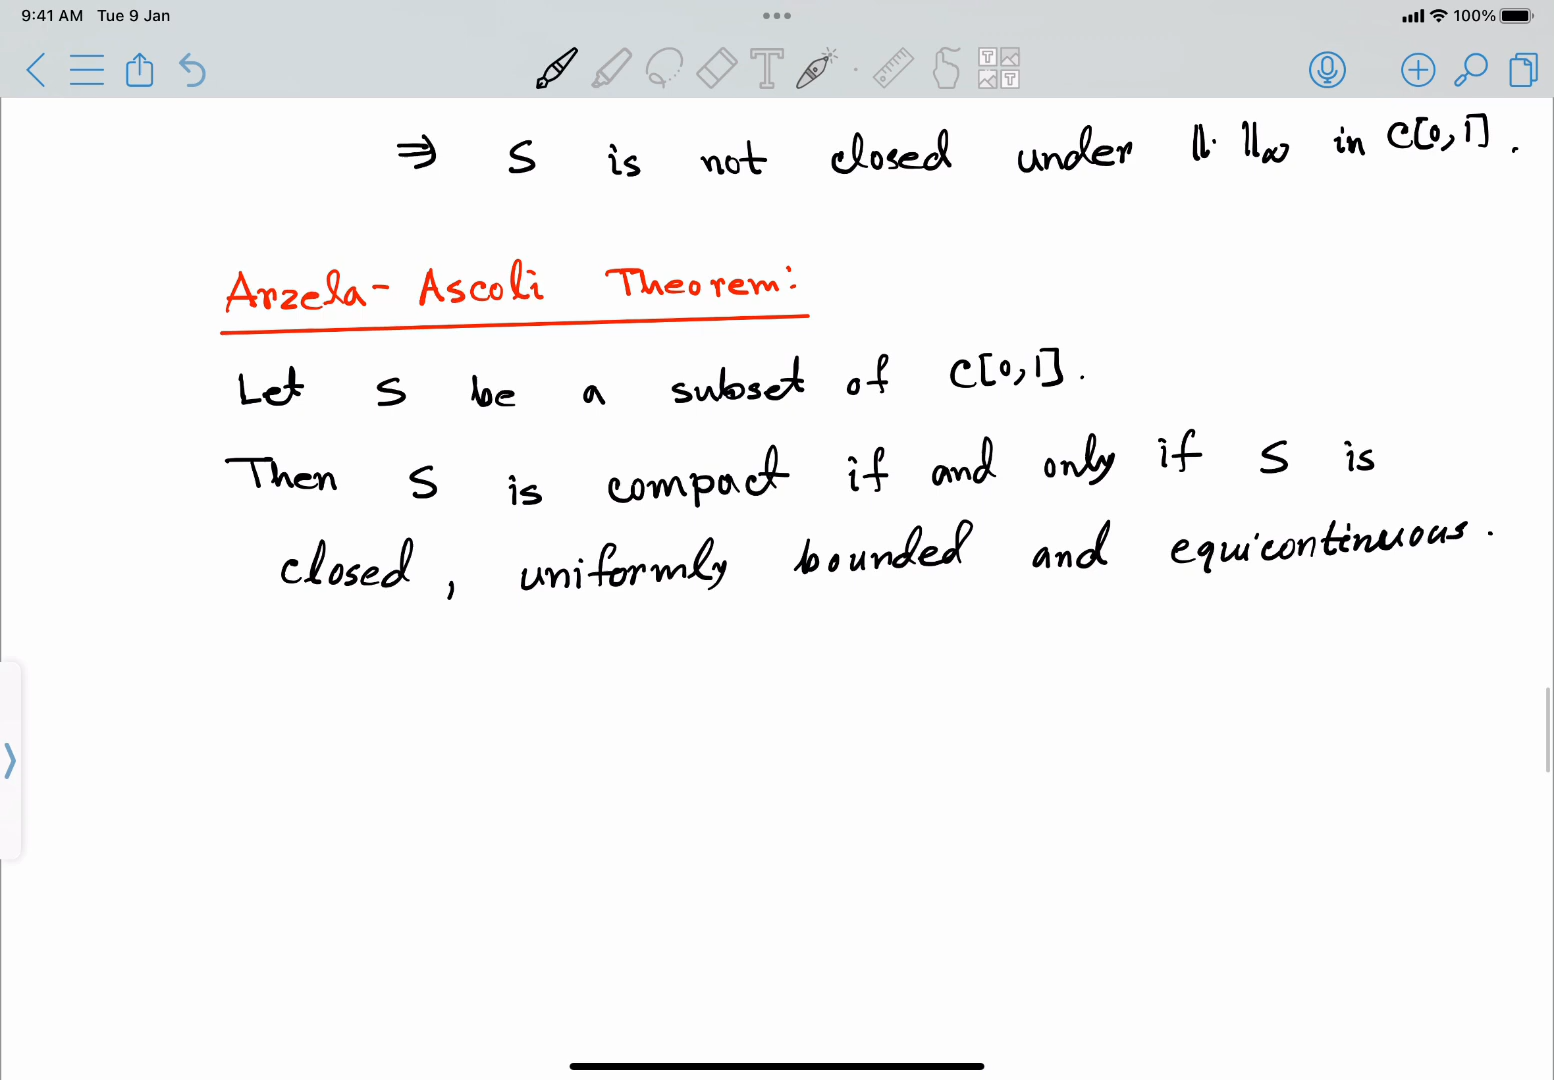 9:41 AM Tue 9 Jan
100%
⇒ S is not closed under ||·||∞ in C[0,1].
Arzela-Ascoli Theorem:
Let S be a subset of C[0,1].
Then S is compact if and only if S is
closed, uniformly bounded and equicontinuous.